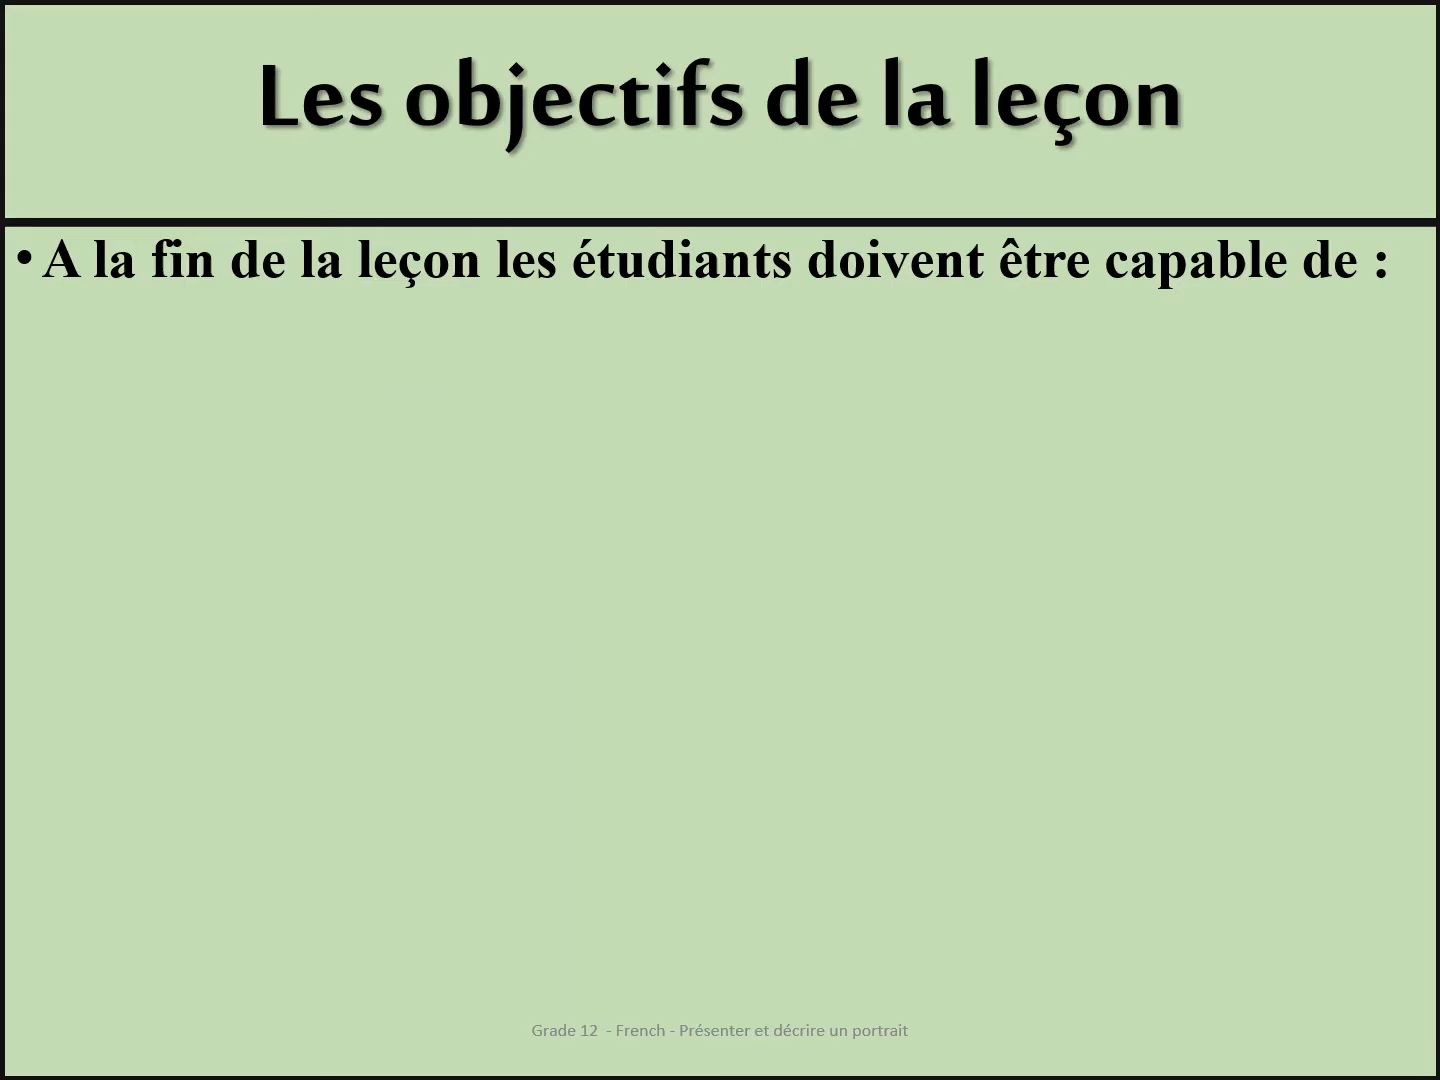 Les objectifs de la leçon
• A la fin de la leçon les étudiants doivent être capable de :
Grade 12 - French - Présenter et décrire un portrait